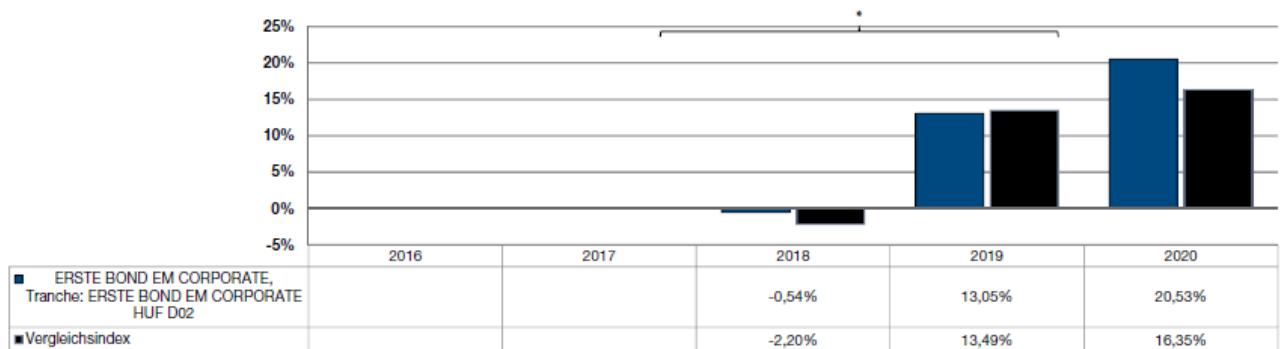 *
25%
20%
15%
10%
5%
0%
-5%
2016 2017 2018 2019 2020
ERSTE BOND EM CORPORATE,
Tranche: ERSTE BOND EM CORPORATE
HUF D02
-0,54% 13,05% 20,53%
Vergleichsindex -2,20% 13,49% 16,35%